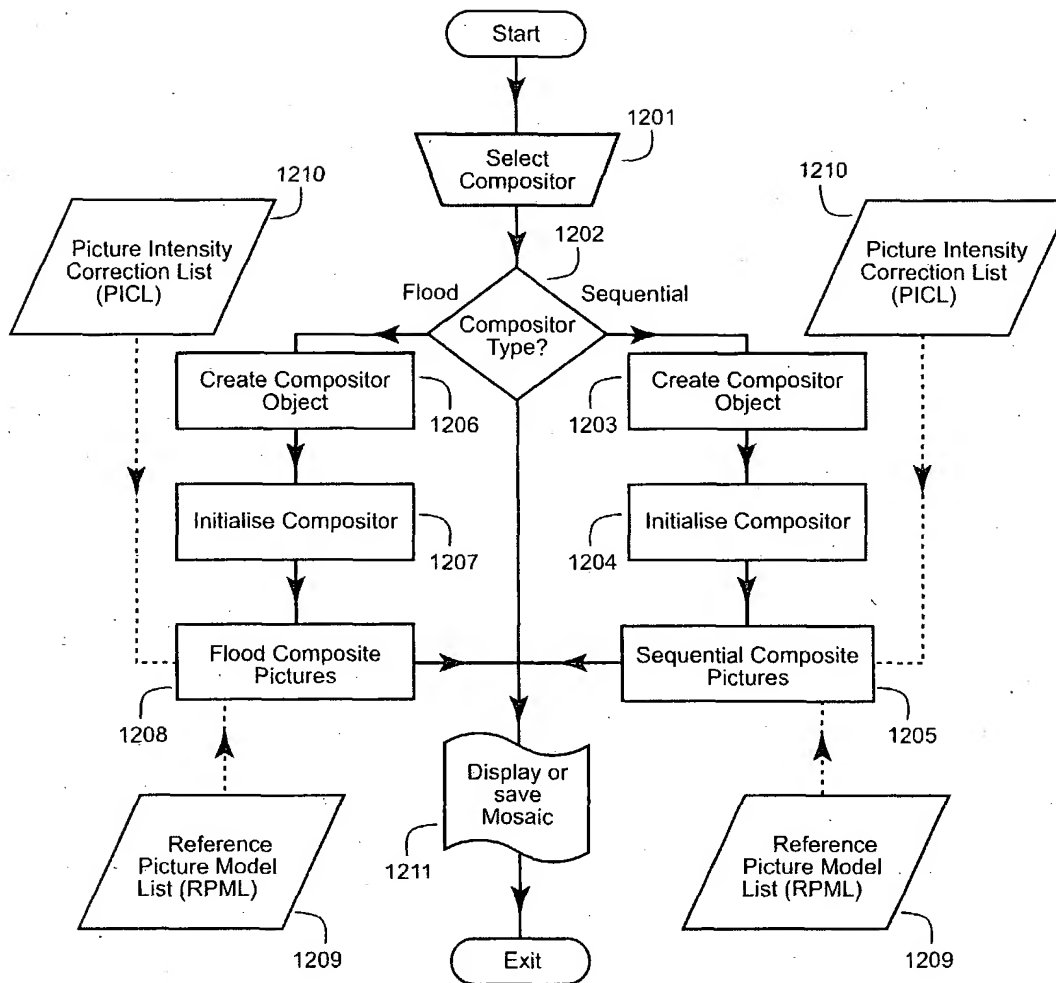 Start
1201
Select
Compositor
1210
Picture Intensity
Correction List
(PICL)
1202
Flood
Sequential
Compositor
Type?
1210
Picture Intensity
Correction List
(PICL)
Create Compositor
Object
1206
Create Compositor
Object
1203
Initialise Compositor
1207
Initialise Compositor
1204
Flood Composite
Pictures
1208
Sequential Composite
Pictures
1205
Display or
save
Mosaic
1211
Reference
Picture Model
List (RPML)
1209
Reference
Picture Model
List (RPML)
1209
Exit